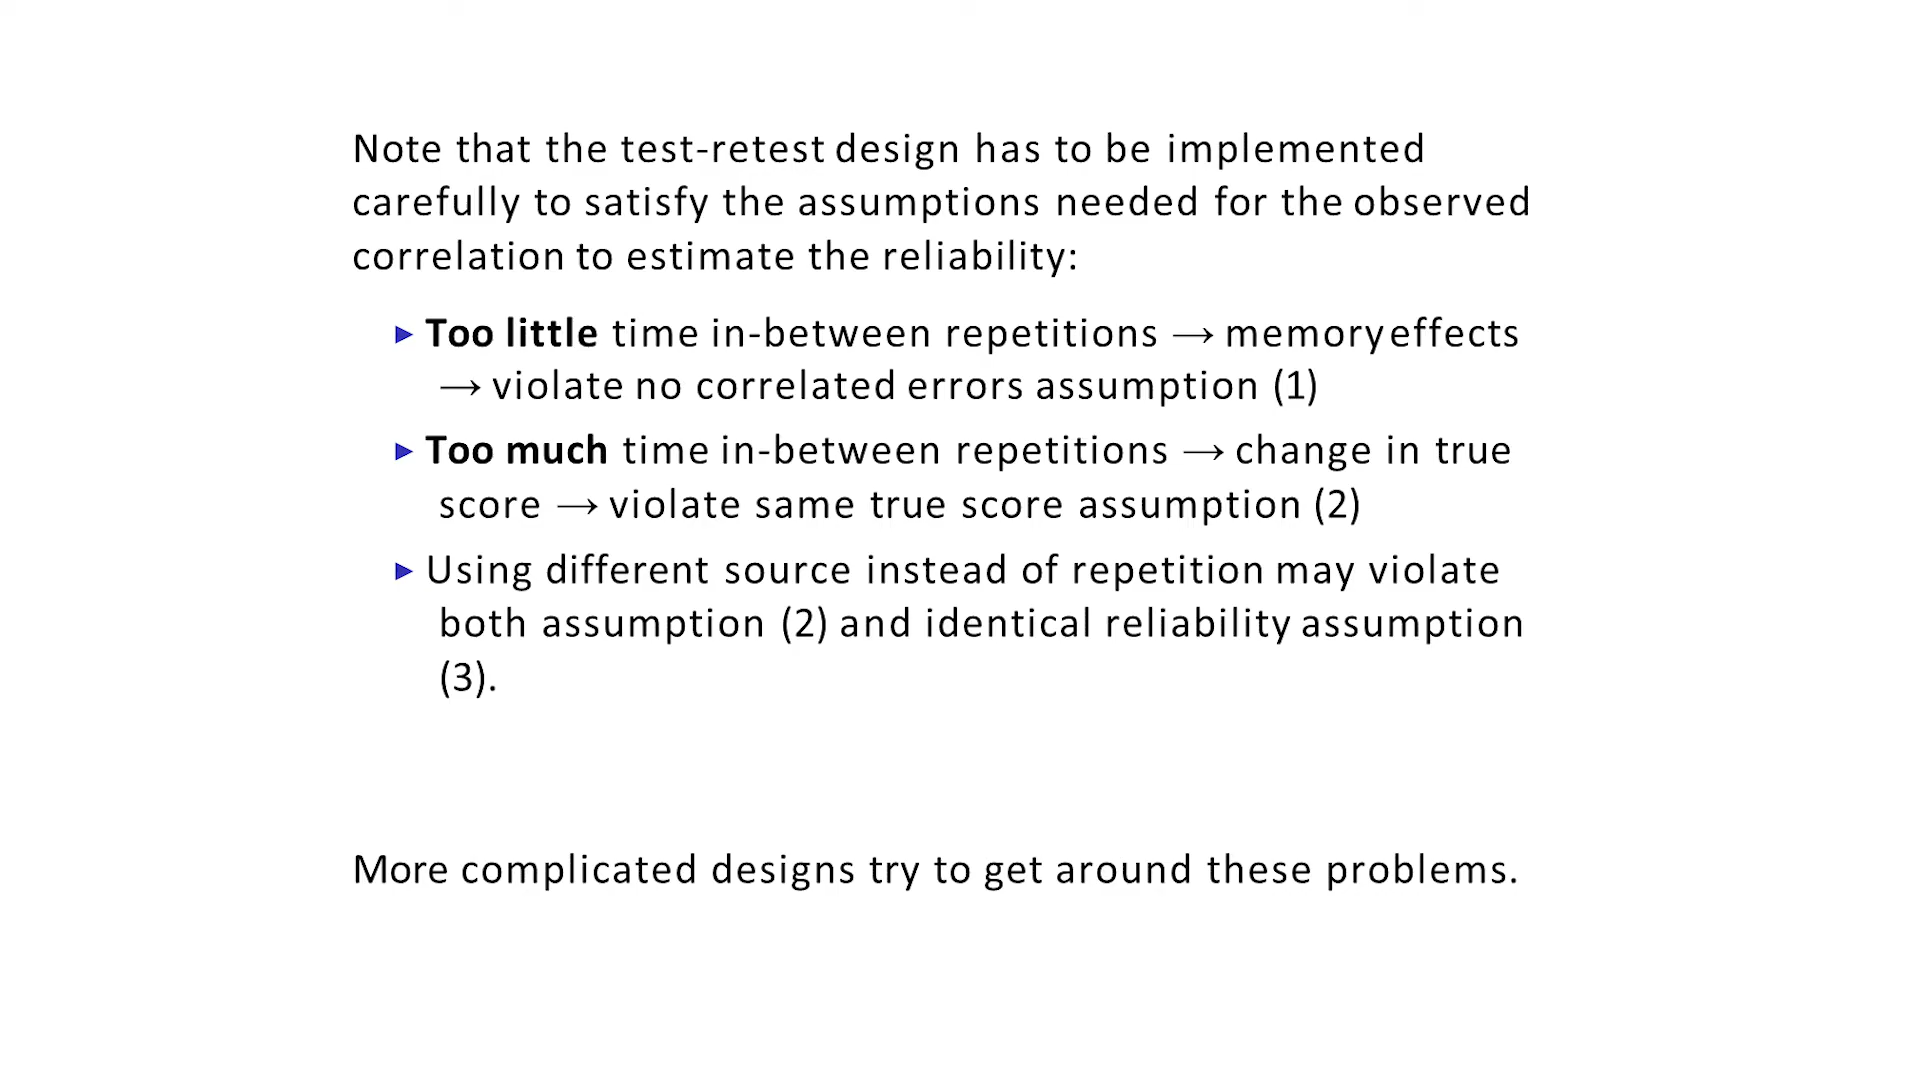 Note that the test-retest design has to be implemented
carefully to satisfy the assumptions needed for the observed
correlation to estimate the reliability:
▶ Too little time in-between repetitions → memory effects
→ violate no correlated errors assumption (1)
▶ Too much time in-between repetitions → change in true
score → violate same true score assumption (2)
▶ Using different source instead of repetition may violate
both assumption (2) and identical reliability assumption
(3).
More complicated designs try to get around these problems.